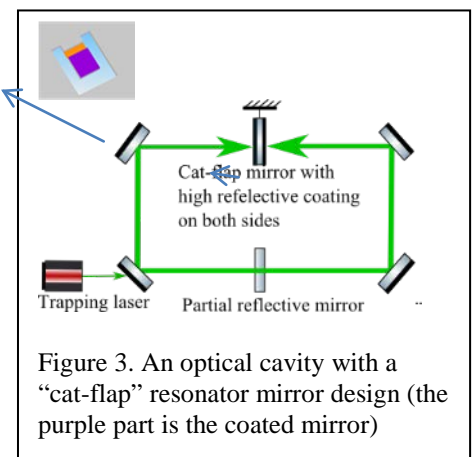 Cat-flap mirror with
high refelective coating
on both sides
Trapping laser
Partial reflective mirror
..
Figure 3. An optical cavity with a
“cat-flap” resonator mirror design (the
purple part is the coated mirror)